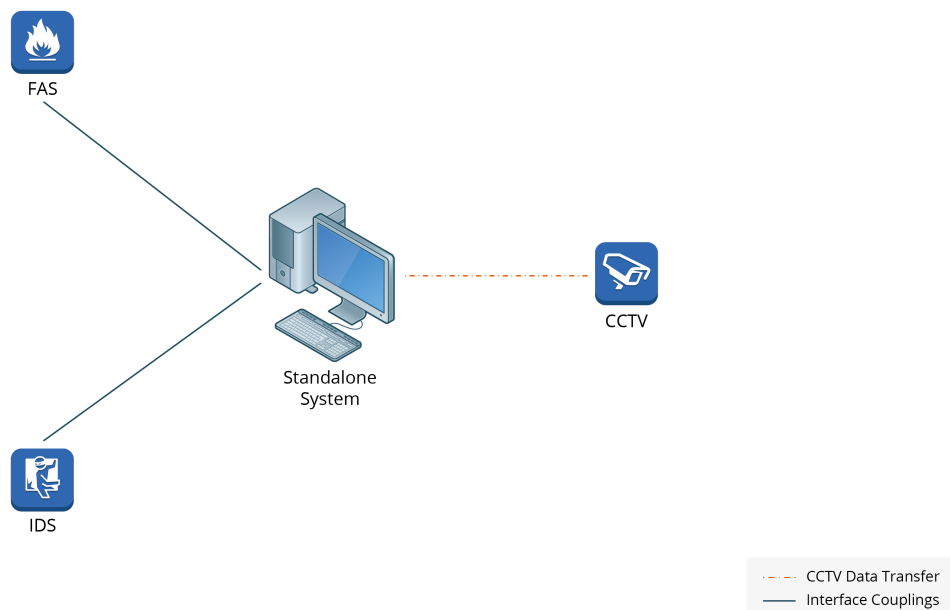 FAS
Standalone
System
CCTV
IDS
CCTV Data Transfer
Interface Couplings